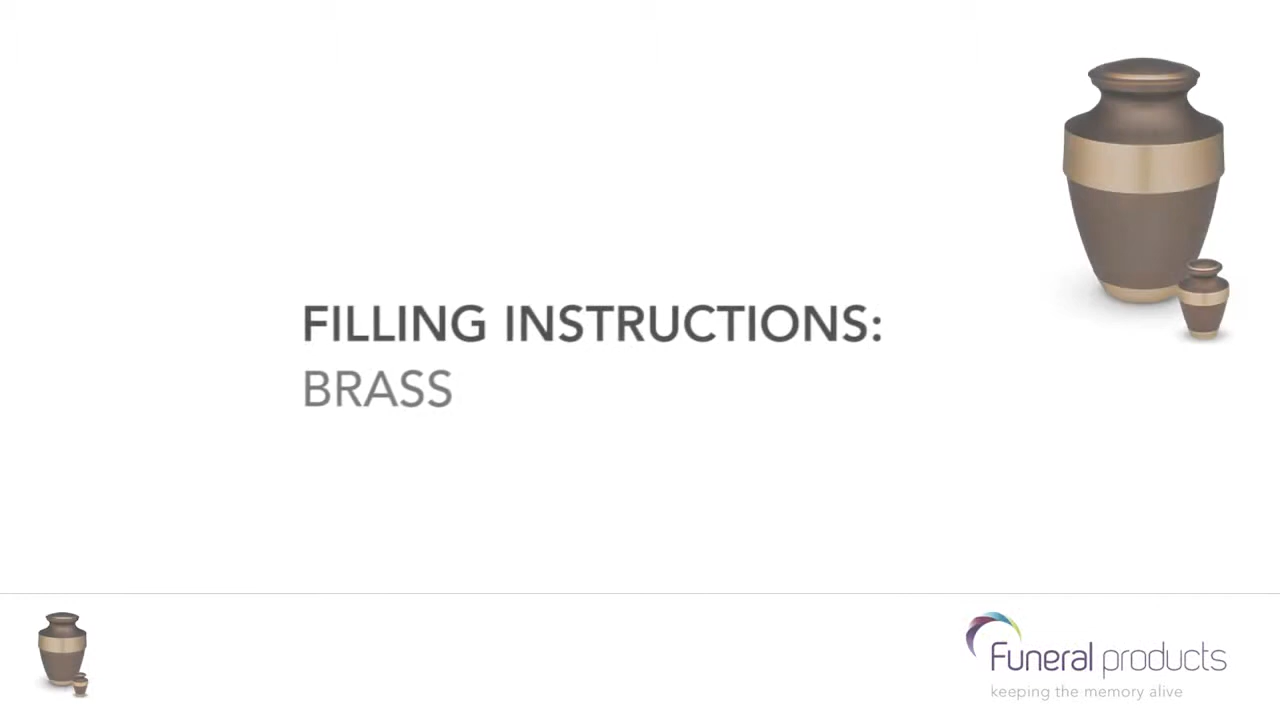 FILLING INSTRUCTIONS:
BRASS
Funeral products
keeping the memory alive